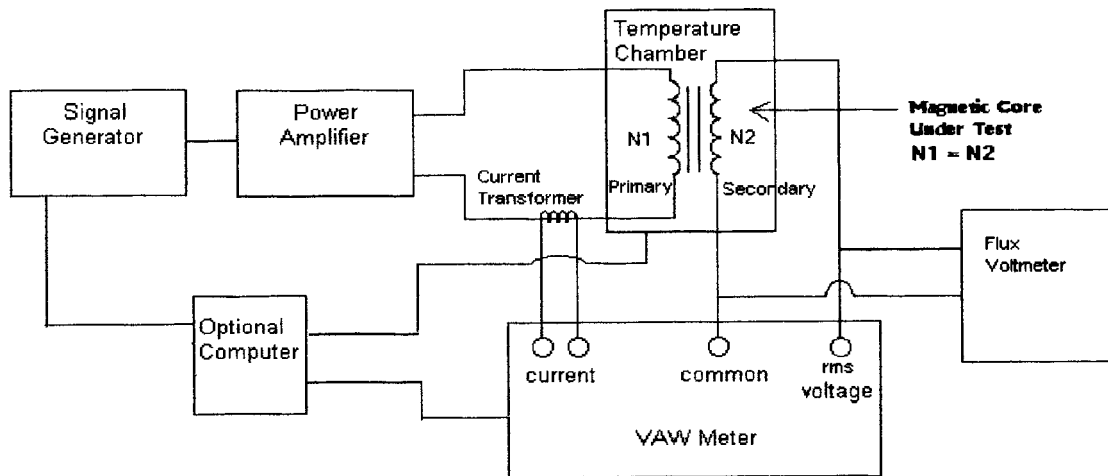 Temperature
Chamber
Signal
Generator
Power
Amplifier
N1
N2
Magnetic Core
Under Test
N1 = N2
Current
Transformer
Primary
Secondary
Flux
Voltmeter
Optional
Computer
current
common
rms
voltage
VAW Meter